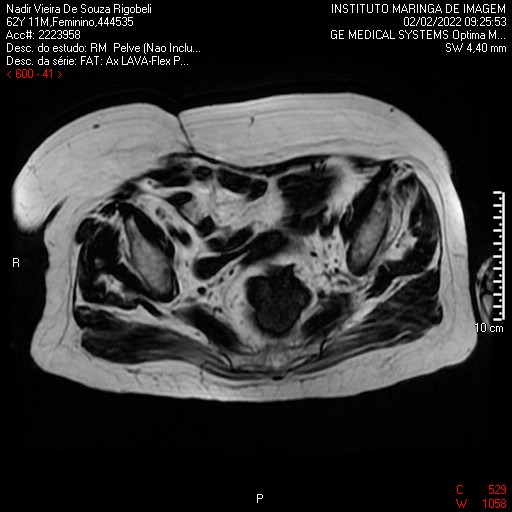 Nadir Vieira De Souza Rigobeli
62Y 11M,Feminino,444535
Acc#: 2223958
Desc. do estudo: RM  Pelve (Nao Inclu...
Desc. da série: FAT: Ax LAVA-Flex P...
< 600 - 41 >
INSTITUTO MARINGA DE IMAGEM
02/02/2022 09:25:53
GE MEDICAL SYSTEMS Optima M...
SW 4,40 mm
R
10 cm
P
C 529
W 1058